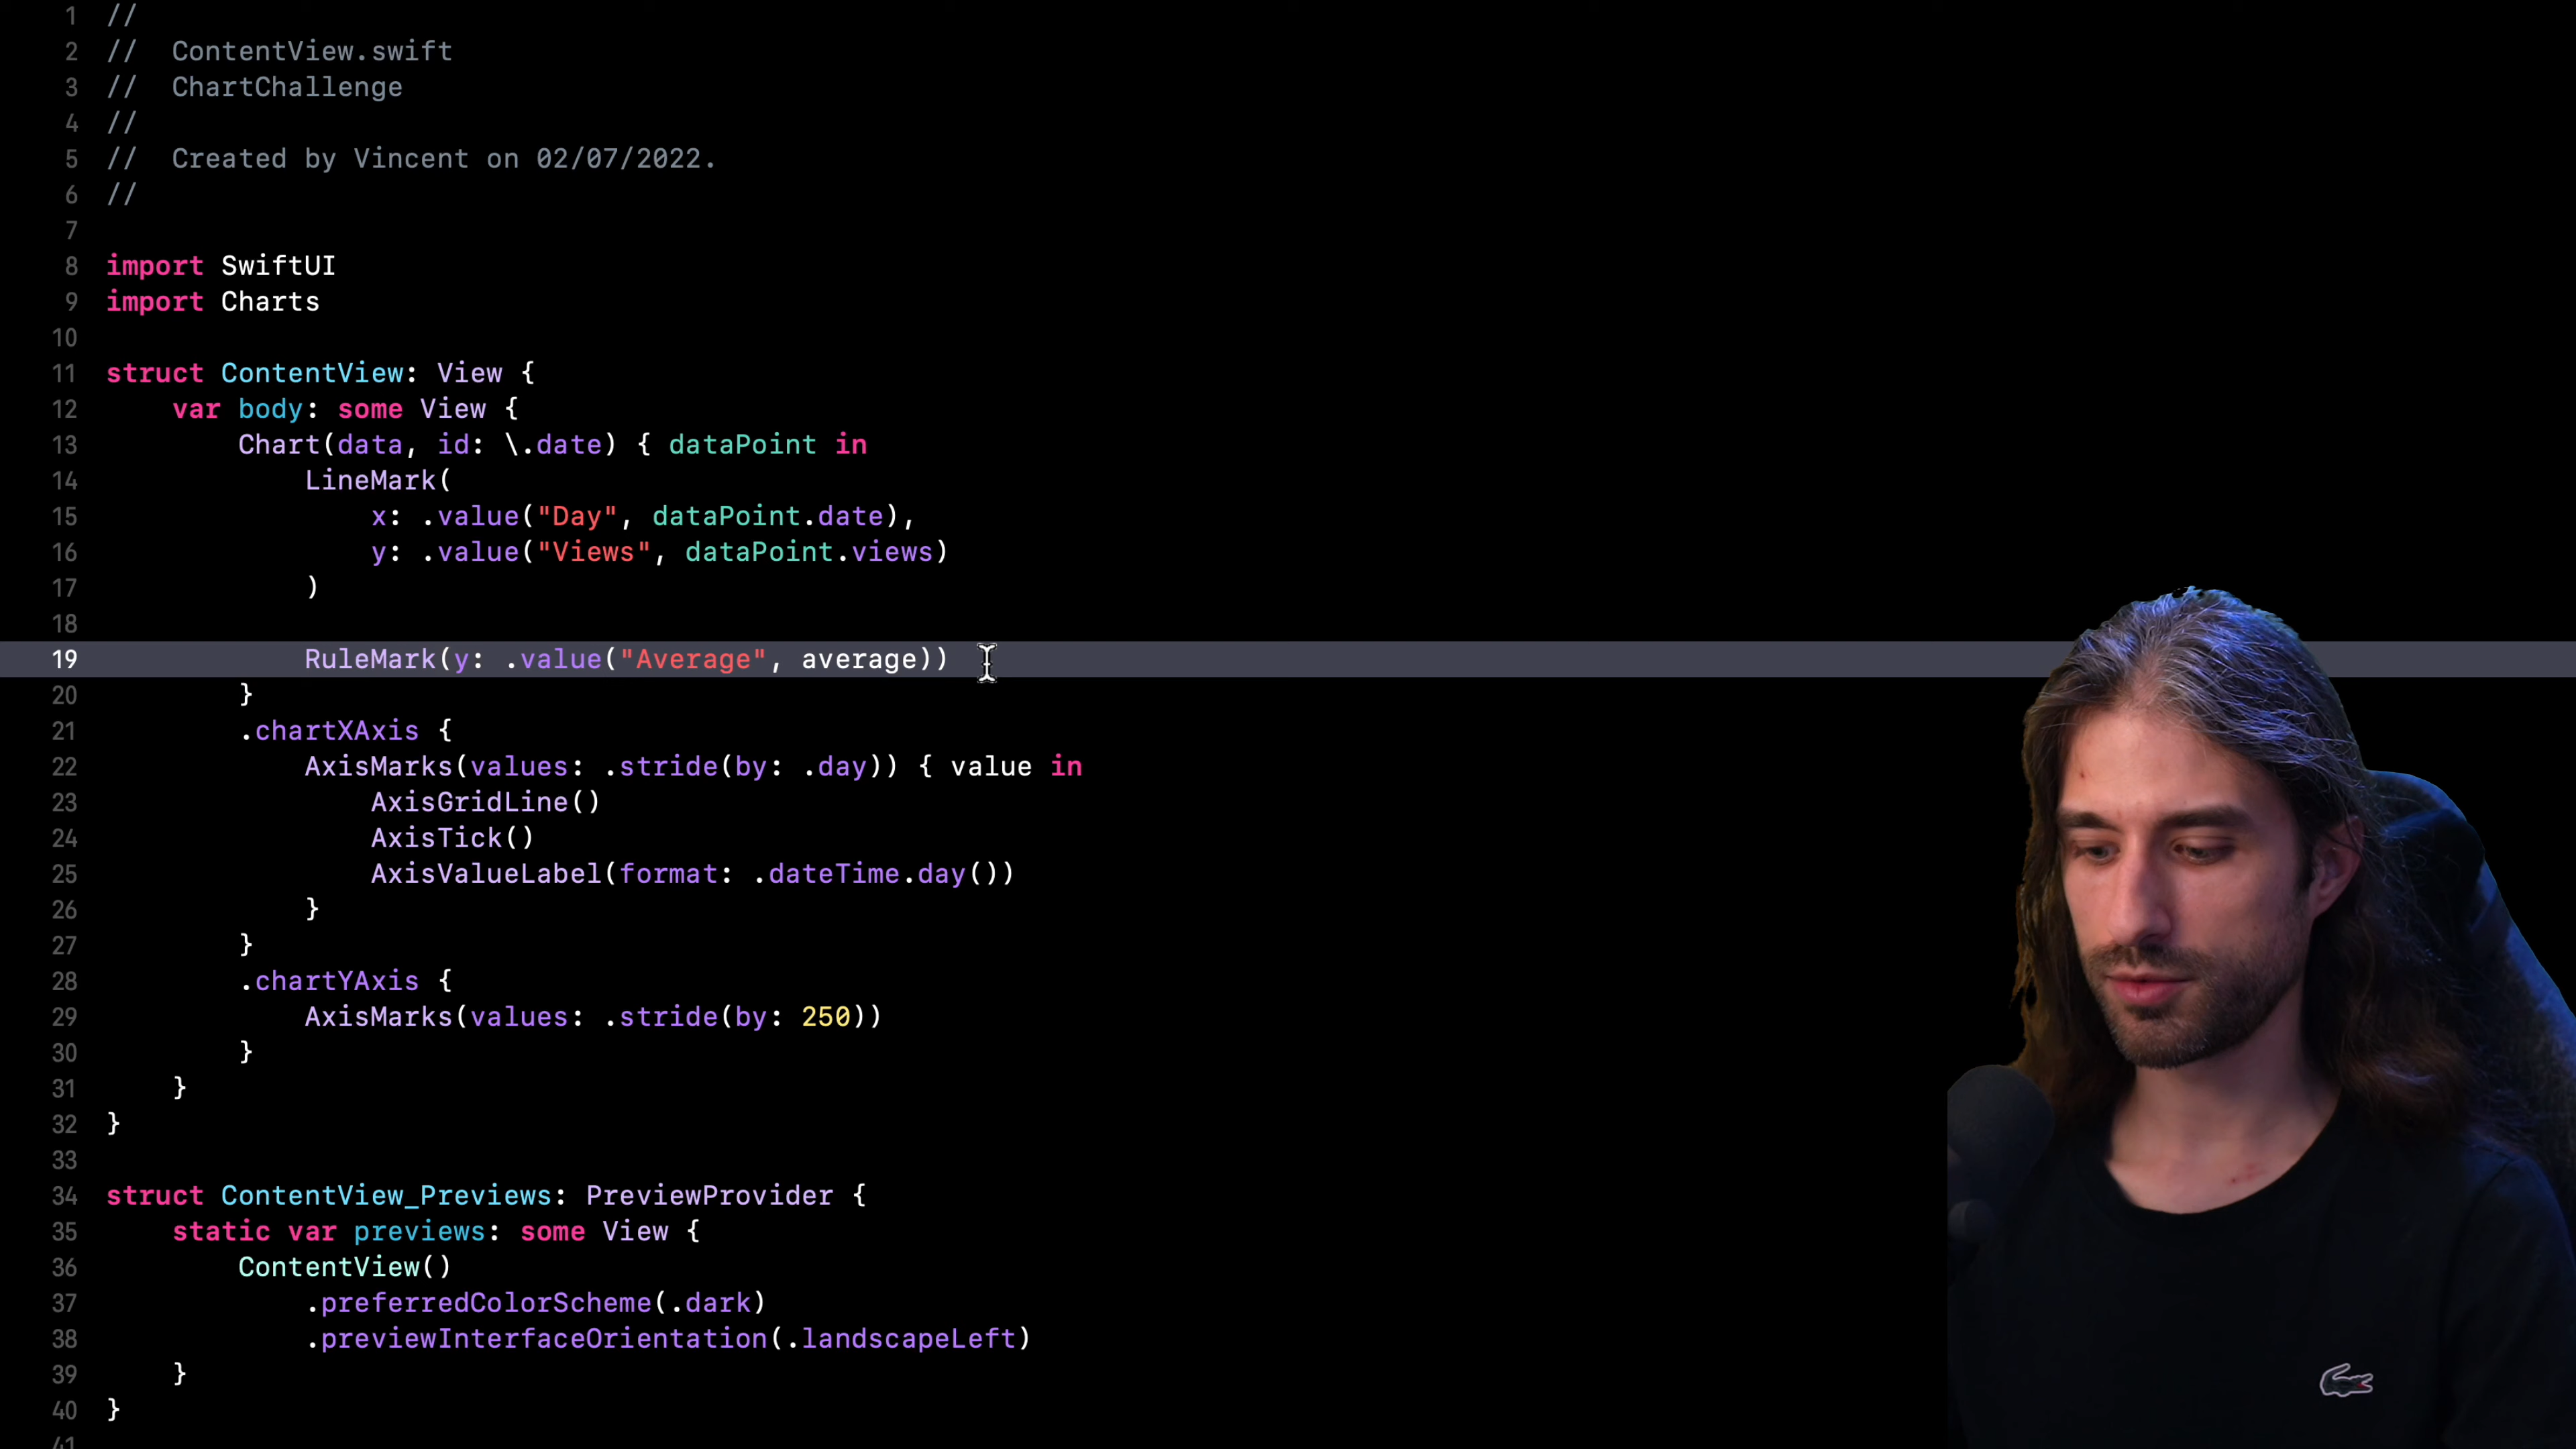 1 //
2 //  ContentView.swift
3 //  ChartChallenge
4 //
5 //  Created by Vincent on 02/07/2022.
6 //
7
8 import SwiftUI
9 import Charts
10
11 struct ContentView: View {
12     var body: some View {
13         Chart(data, id: \.date) { dataPoint in
14             LineMark(
15                 x: .value("Day", dataPoint.date),
16                 y: .value("Views", dataPoint.views)
17             )
18
19             RuleMark(y: .value("Average", average))
20         }
21         .chartXAxis {
22             AxisMarks(values: .stride(by: .day)) { value in
23                 AxisGridLine()
24                 AxisTick()
25                 AxisValueLabel(format: .dateTime.day())
26             }
27         }
28         .chartYAxis {
29             AxisMarks(values: .stride(by: 250))
30         }
31     }
32 }
33
34 struct ContentView_Previews: PreviewProvider {
35     static var previews: some View {
36         ContentView()
37             .preferredColorScheme(.dark)
38             .previewInterfaceOrientation(.landscapeLeft)
39     }
40 }
41